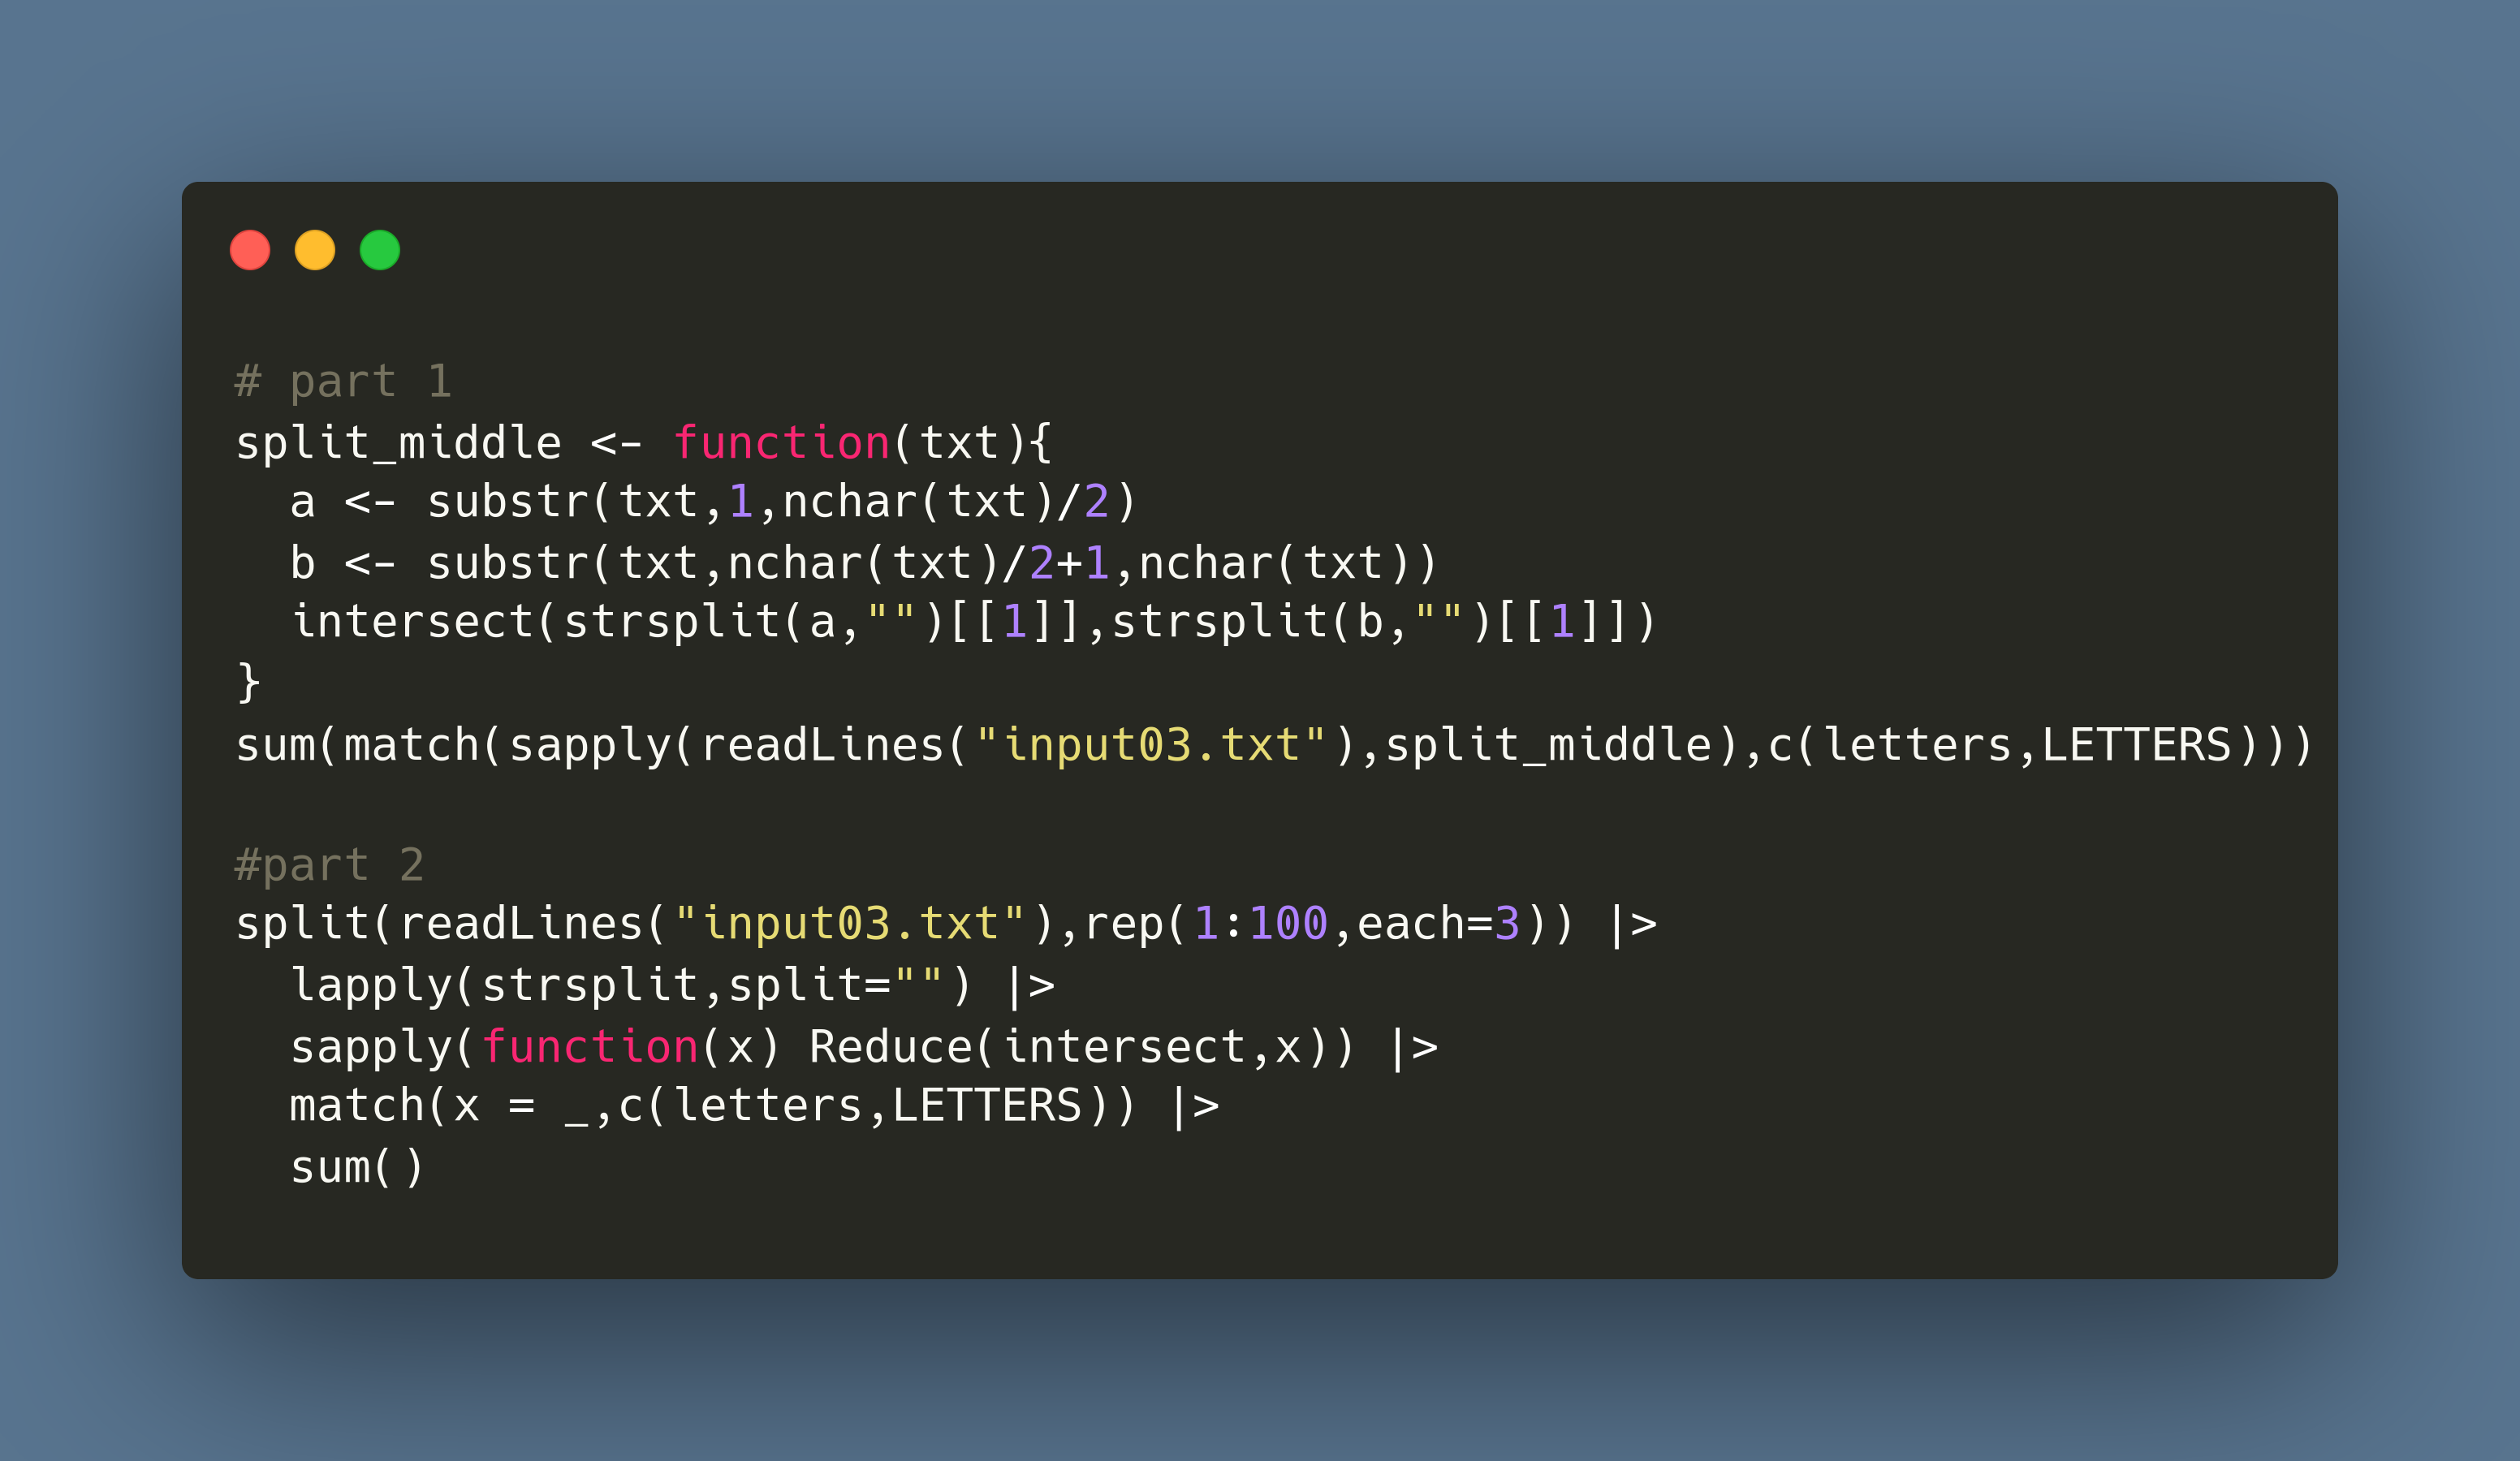 # part 1
split_middle <- function(txt){
  a <- substr(txt,1,nchar(txt)/2)
  b <- substr(txt,nchar(txt)/2+1,nchar(txt))
  intersect(strsplit(a,"")[[1]],strsplit(b,"")[[1]])
}
sum(match(sapply(readLines("input03.txt"),split_middle),c(letters,LETTERS)))

#part 2
split(readLines("input03.txt"),rep(1:100,each=3)) |>
  lapply(strsplit,split="") |>
  sapply(function(x) Reduce(intersect,x)) |>
  match(x = _,c(letters,LETTERS)) |>
  sum()